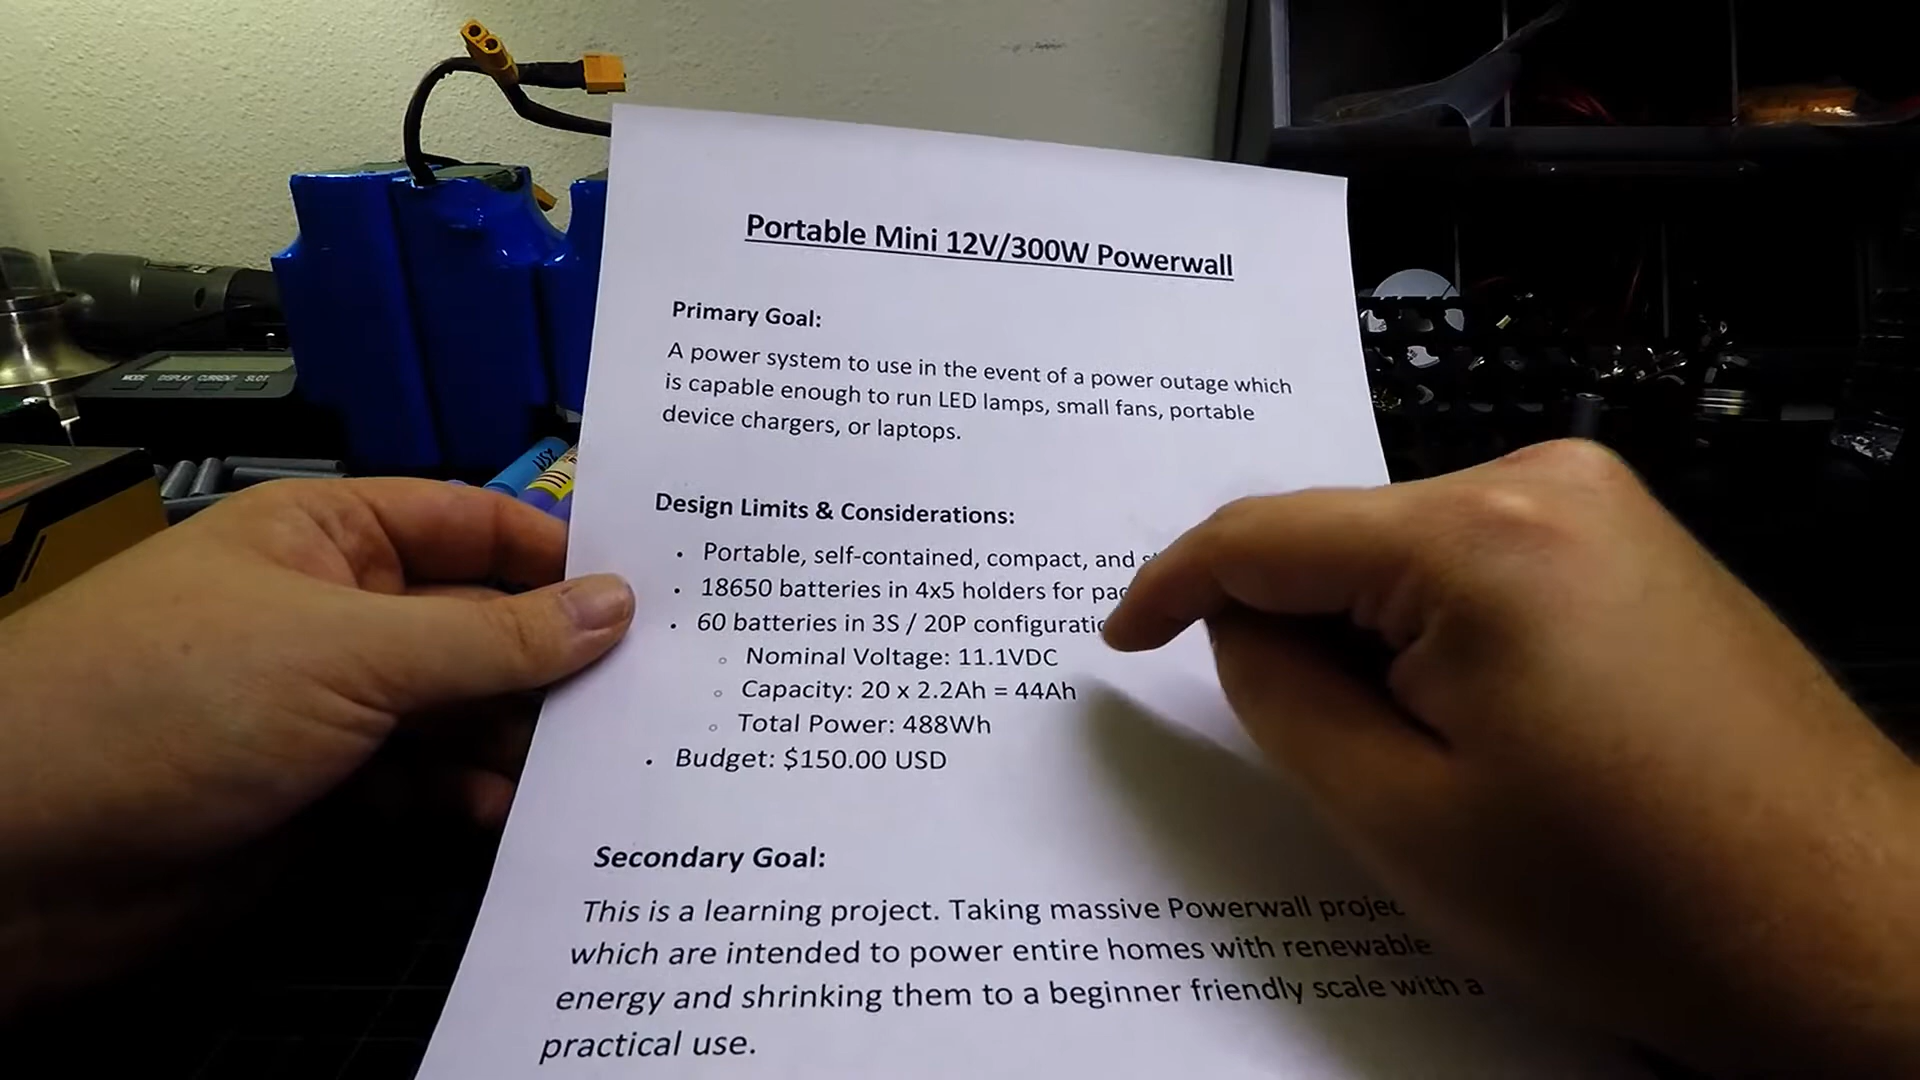 Portable Mini 12V/300W Powerwall
Primary Goal:
A power system to use in the event of a power outage which
is capable enough to run LED lamps, small fans, portable
device chargers, or laptops.
Design Limits & Considerations:
• Portable, self-contained, compact, and
• 18650 batteries in 4x5 holders for
• 60 batteries in 3S / 20P
○ Nominal Voltage: 11.1VDC
○ Capacity: 20 x 2.2Ah = 44Ah
○ Total Power: 488Wh
• Budget: $150.00 USD
Secondary Goal:
This is a learning project. Taking massive Powerwall
which are intended to power entire homes with renewable
energy and shrinking them to a beginner friendly scale with a
practical use.
MODE DISPLAY CURRENT SLOT